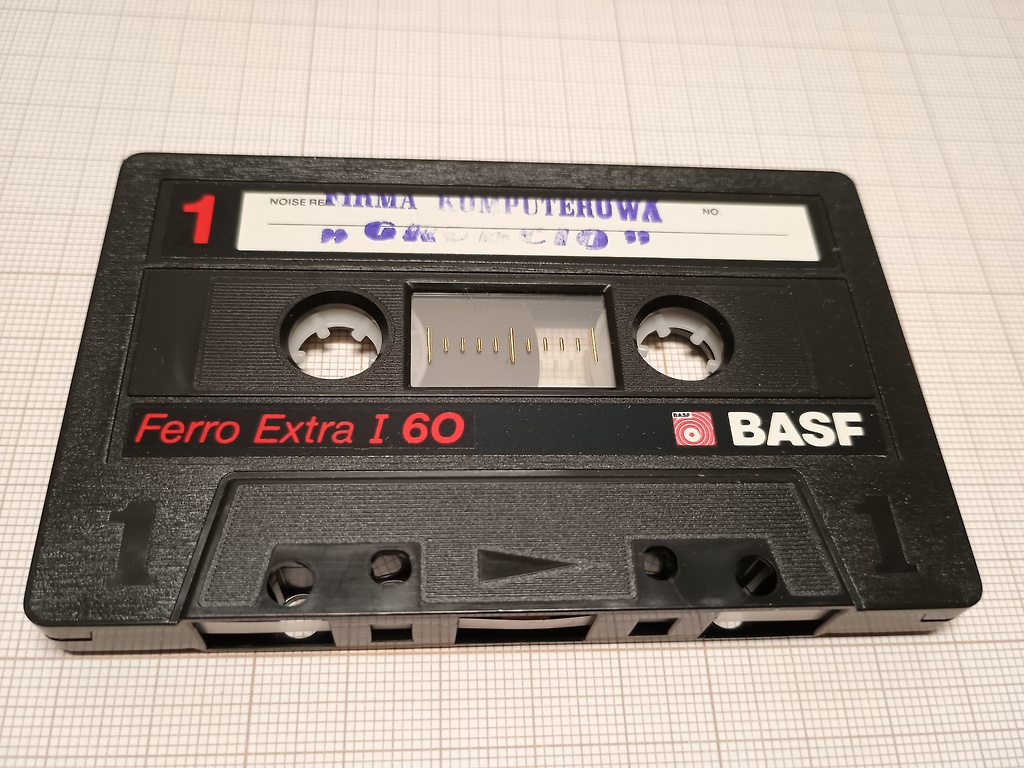 1
NOISE RE
FIRMA KOMPUTEROWA
NO.
Ferro Extra I 60
BASF
BASF
1
1